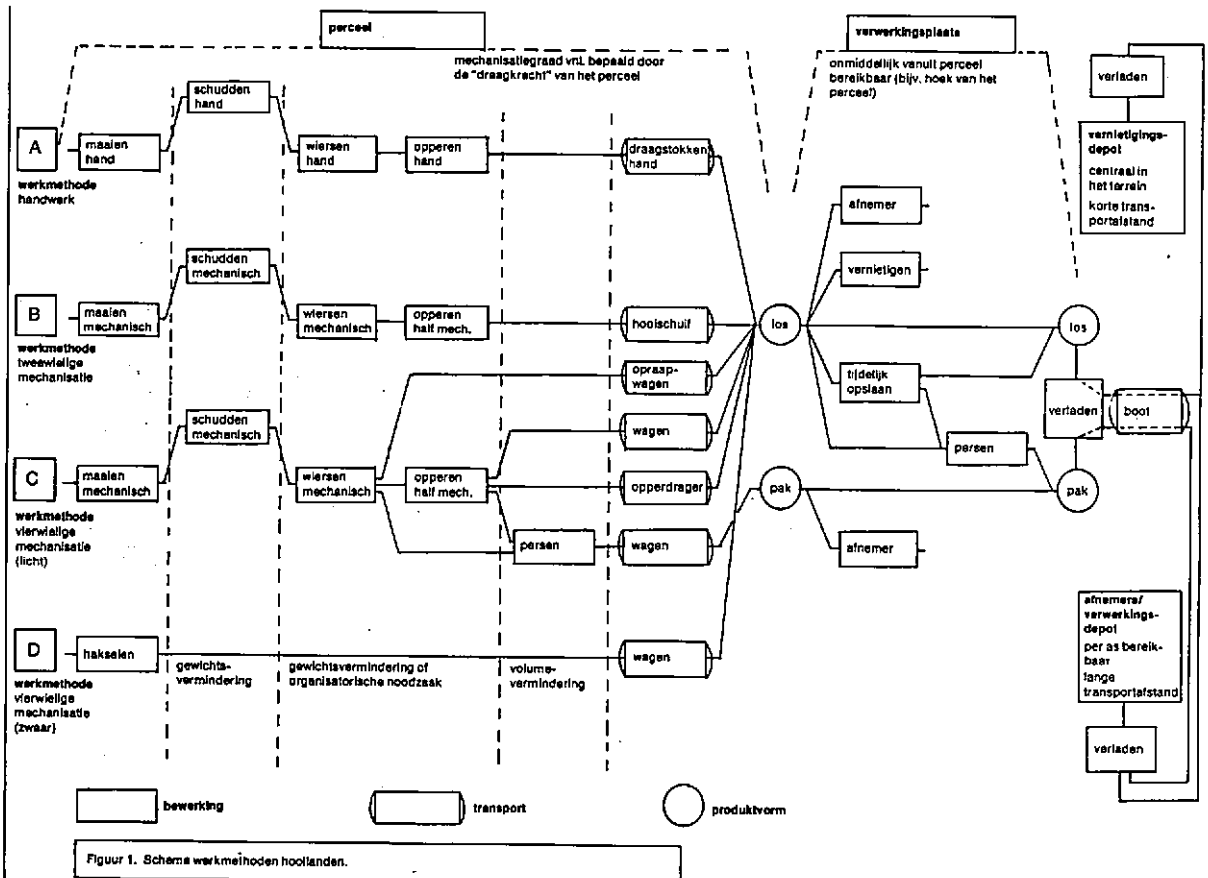 perceel
mechanisatiegraad vnl. bepaald door
de "draagkracht" van het perceel
verwerkingsplaats
onmiddellijk vanuit perceel
bereikbaar (bijv. hoek van het
perceel)
verladen
vernietigings-
depot
centraal in
het terrein
korte trans-
portafstand
A
werkmethode
handwerk
maaien
hand
schudden
hand
wiersen
hand
opperen
hand
draagstokken
hand
afnemer
vernietigen
B
werkmethode
tweewielige
mechanisatie
maaien
mechanisch
schudden
mechanisch
wiersen
mechanisch
opperen
half mech.
hooischuif
los
los
opraap-
wagen
tijdelijk
opslaan
verladen
boot
C
werkmethode
vierwielige
mechanisatie
(licht)
maaien
mechanisch
schudden
mechanisch
wiersen
mechanisch
opperen
half mech.
wagen
opperdrager
persen
wagen
pak
persen
pak
afnemer
D
werkmethode
vierwielige
mechanisatie
(zwaar)
hakselen
gewichts-
vermindering
gewichtsvermindering of
organisatorische noodzaak
volume-
vermindering
wagen
afnemers/
verwerkings-
depot
per as bereik-
baar
lange
transportafstand
verladen
bewerking
transport
produktvorm
Figuur 1. Schema werkmethoden hooilanden.